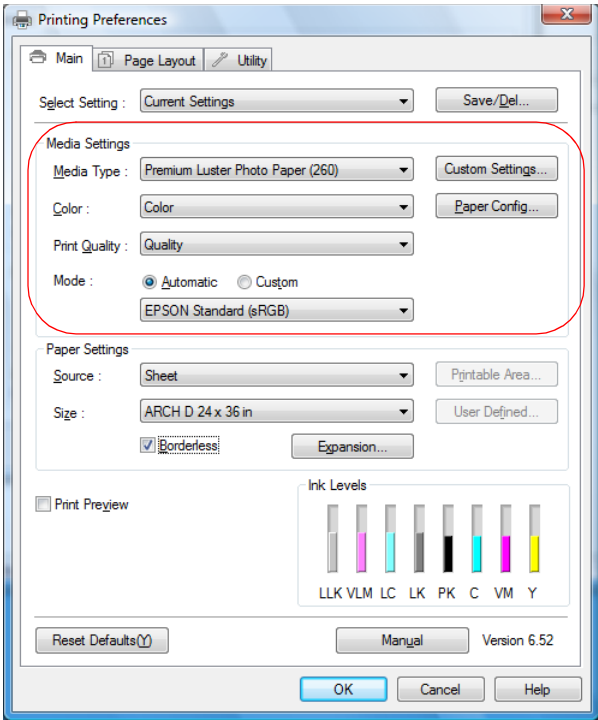 Printing Preferences
Main Page Layout Utility
Select Setting : Current Settings Save/Del...
Media Settings
Media Type : Premium Luster Photo Paper (260) Custom Settings...
Color : Color Paper Config...
Print Quality : Quality
Mode : Automatic Custom
EPSON Standard (sRGB)
Paper Settings
Source : Sheet Printable Area...
Size : ARCH D 24 x 36 in User Defined...
Borderless Expansion...
Print Preview
Ink Levels
LLK VLM LC LK PK C VM Y
Reset Defaults(Y) Manual Version 6.52
OK Cancel Help